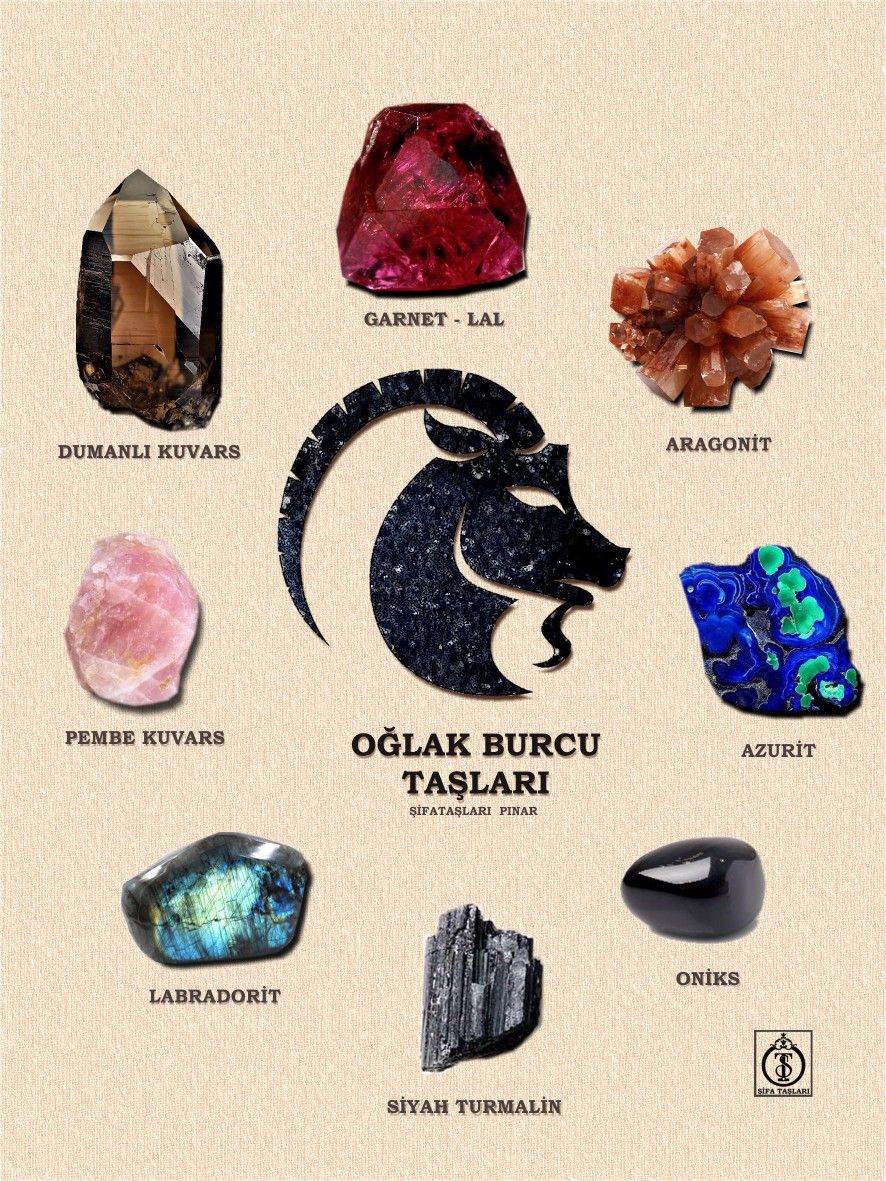 GARNET - LAL
DUMANLI KUVARS
ARAGONİT
PEMBE KUVARS
AZURİT
OĞLAK BURCU
TAŞLARI
ŞİFATAŞLARI PINAR
LABRADORİT
ONİKS
SİYAH TURMALİN
ŞİFA TAŞLARI